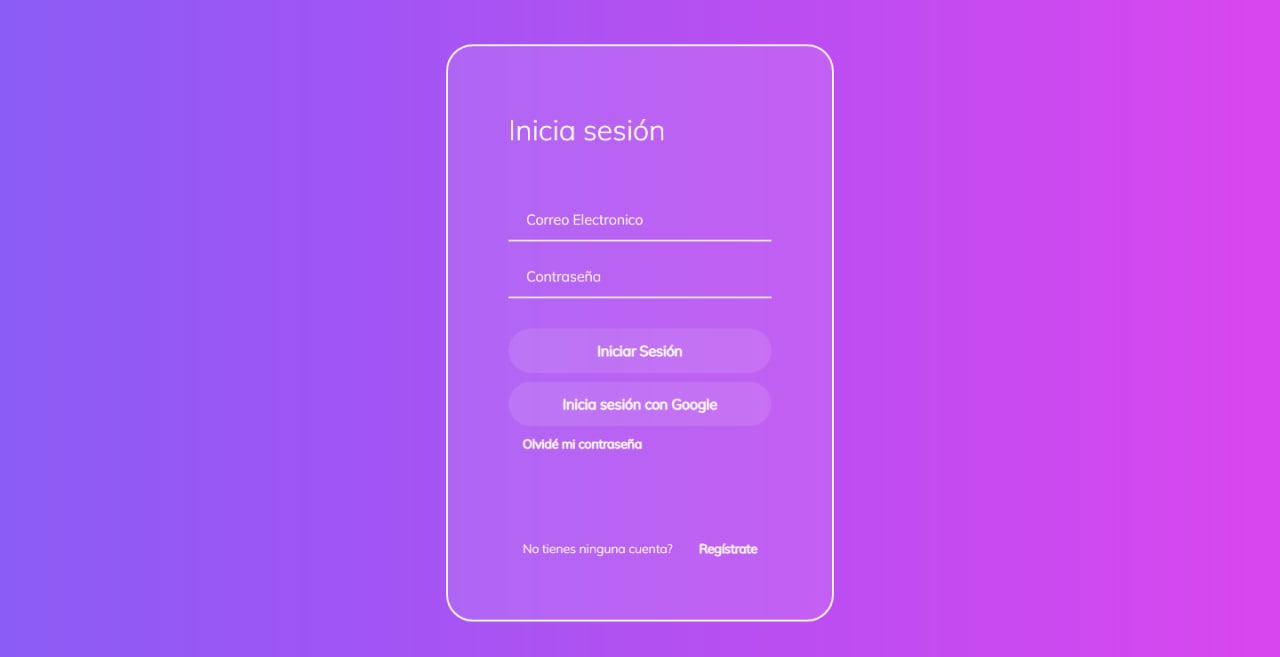 Inicia sesión
Correo Electronico
Contraseña
Iniciar Sesión
Inicia sesión con Google
Olvidé mi contraseña
No tienes ninguna cuenta? Regístrate